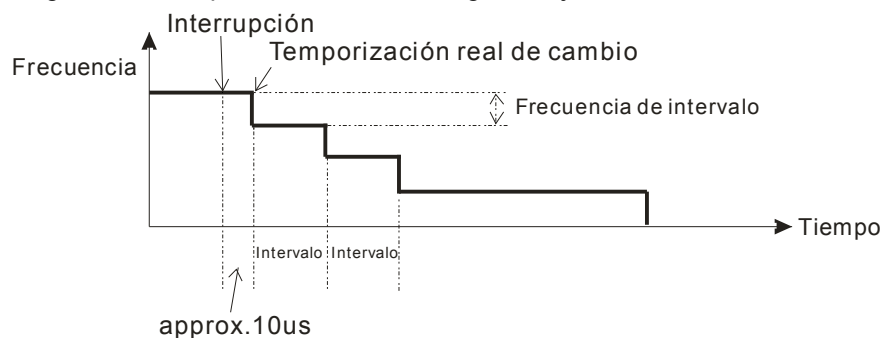 Interrupción
Temporización real de cambio
Frecuencia
Frecuencia de intervalo
Tiempo
Intervalo Intervalo
approx.10us